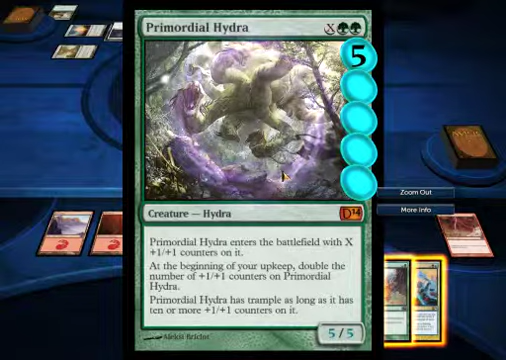 Primordial Hydra X
5
Zoom Out
More Info
Creature — Hydra
D14
Primordial Hydra enters the battlefield with X
+1/+1 counters on it.
At the beginning of your upkeep, double the
number of +1/+1 counters on Primordial
Hydra.
Primordial Hydra has trample as long as it has
ten or more +1/+1 counters on it.
5/5
Aleksi Briclot